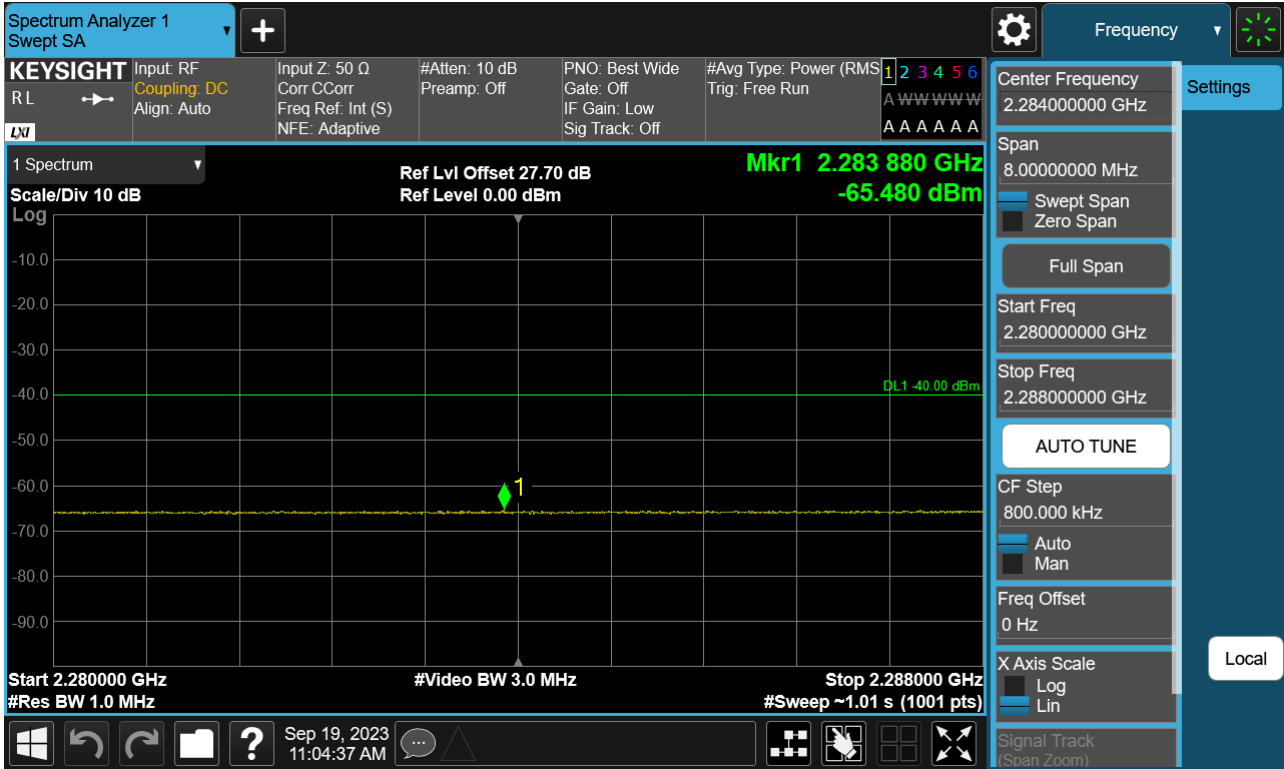 Spectrum Analyzer 1
Swept SA
Frequency
KEYSIGHT
R L
LXI
Input: RF
Coupling: DC
Align: Auto
Input Z: 50 Ω
Corr CCorr
Freq Ref: Int (S)
NFE: Adaptive
#Atten: 10 dB
Preamp: Off
PNO: Best Wide
Gate: Off
IF Gain: Low
Sig Track: Off
#Avg Type: Power (RMS
Trig: Free Run
1 2 3 4 5 6
A W W W W W
A A A A A A
1 Spectrum
Scale/Div 10 dB
Log
Ref Lvl Offset 27.70 dB
Ref Level 0.00 dBm
Mkr1 2.283 880 GHz
-65.480 dBm
-10.0
-20.0
-30.0
-40.0
DL1 -40.00 dBm
-50.0
-60.0
1
-70.0
-80.0
-90.0
Start 2.280000 GHz
#Res BW 1.0 MHz
#Video BW 3.0 MHz
Stop 2.288000 GHz
#Sweep ~1.01 s (1001 pts)
Center Frequency
2.284000000 GHz
Span
8.00000000 MHz
Swept Span
Zero Span
Full Span
Start Freq
2.280000000 GHz
Stop Freq
2.288000000 GHz
AUTO TUNE
CF Step
800.000 kHz
Auto
Man
Freq Offset
0 Hz
X Axis Scale
Log
Lin
Signal Track
(Span Zoom)
Settings
Local
?
Sep 19, 2023
11:04:37 AM